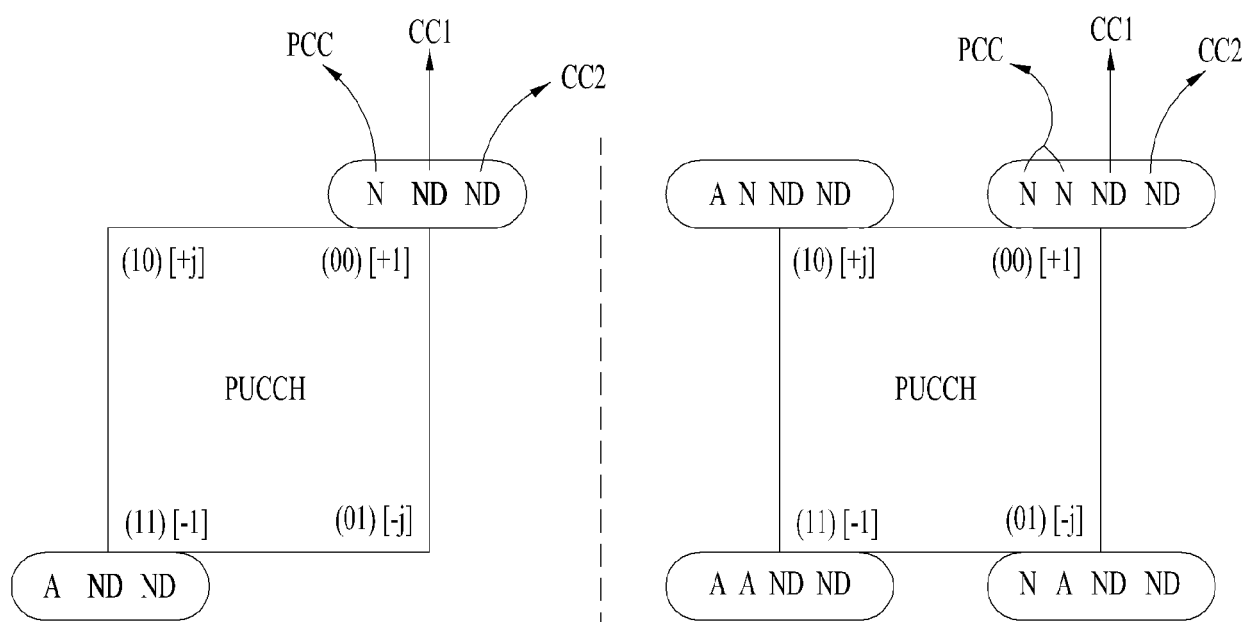 PCC CC1 CC2
N ND ND
(10) [+j] (00) [+1]
PUCCH
(11) [-1] (01) [-j]
A ND ND
PCC CC1 CC2
A N ND ND N N ND ND
(10) [+j] (00) [+1]
PUCCH
(11) [-1] (01) [-j]
A A ND ND N A ND ND